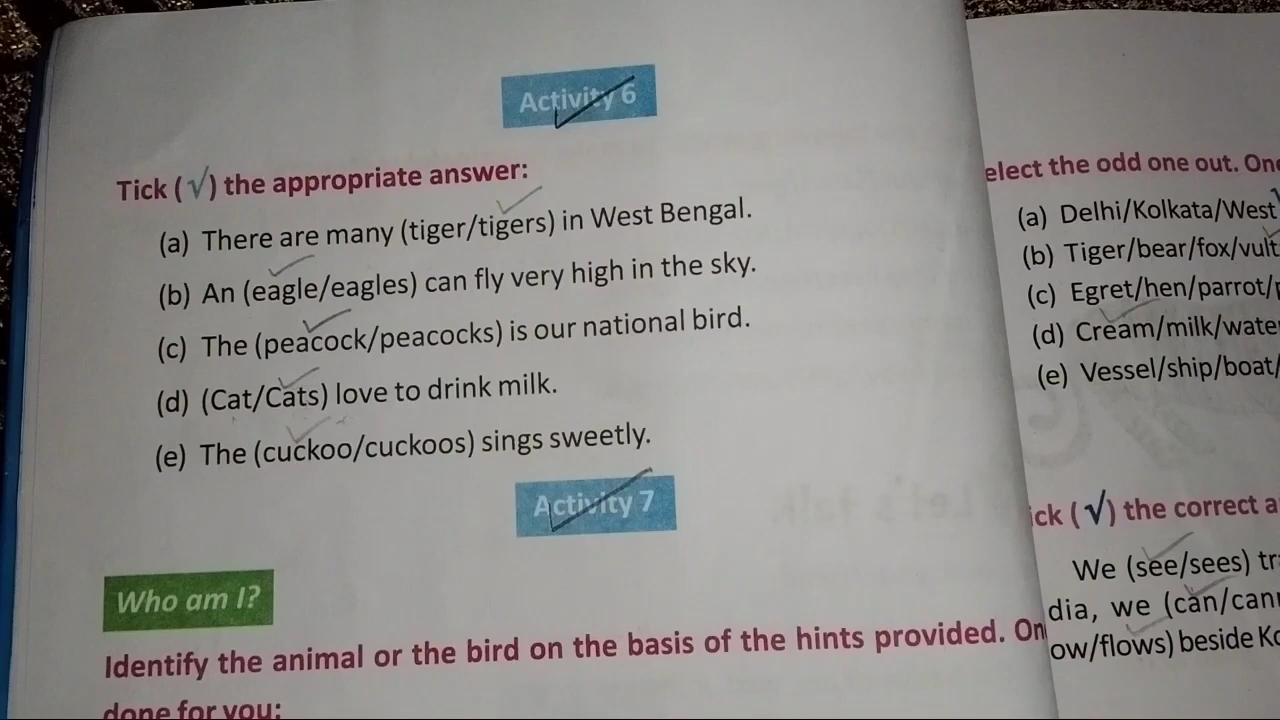 Activity 6
Tick (√) the appropriate answer:
(a) There are many (tiger/tigers) in West Bengal.
(b) An (eagle/eagles) can fly very high in the sky.
(c) The (peacock/peacocks) is our national bird.
(d) (Cat/Cats) love to drink milk.
(e) The (cuckoo/cuckoos) sings sweetly.
Activity 7
Who am I?
Identify the animal or the bird on the basis of the hints provided. On
done for you:
elect the odd one out. One
(a) Delhi/Kolkata/West
(b) Tiger/bear/fox/vult
(c) Egret/hen/parrot/
(d) Cream/milk/wate
(e) Vessel/ship/boat/
ick (√) the correct a
We (see/sees) tr
dia, we (can/can
ow/flows) beside Ko